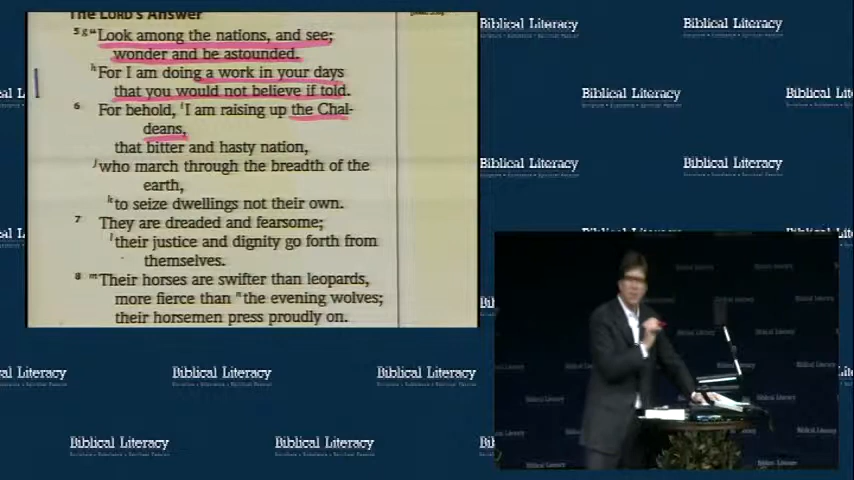 The LORD's Answer
5 g "Look among the nations, and see;
wonder and be astounded.
h For I am doing a work in your days
that you would not believe if told.
6 For behold, i I am raising up the Chal-
deans,
that bitter and hasty nation,
j who march through the breadth of the
earth,
k to seize dwellings not their own.
7 They are dreaded and fearsome;
l their justice and dignity go forth from
themselves.
8 m Their horses are swifter than leopards,
more fierce than n the evening wolves;
their horsemen press proudly on.
Biblical Literacy
Biblical Literacy
Biblical Literacy
Biblical Literacy
Biblical Literacy
Biblical Literacy
Literacy
Biblical Literacy
Biblical Literacy
Biblical Literacy
Biblical Literacy